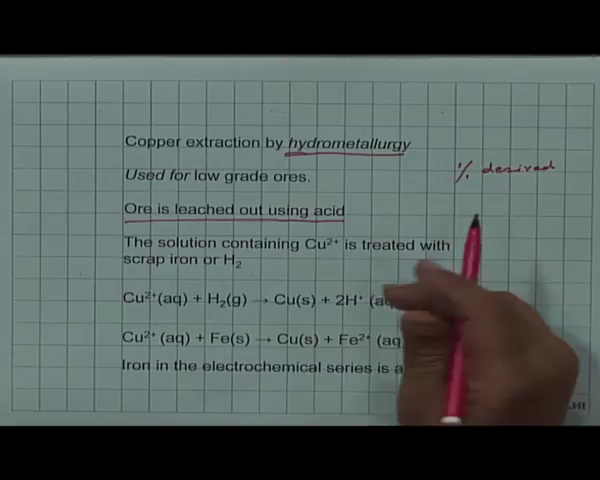 Copper extraction by hydrometallurgy
% desired
Used for low grade ores.
Ore is leached out using acid
The solution containing Cu²⁺ is treated with
scrap iron or H₂
Cu²⁺(aq) + H₂(g) → Cu(s) + 2H⁺ (aq
Cu²⁺ (aq) + Fe(s) → Cu(s) + Fe²⁺ (aq
Iron in the electrochemical series is a